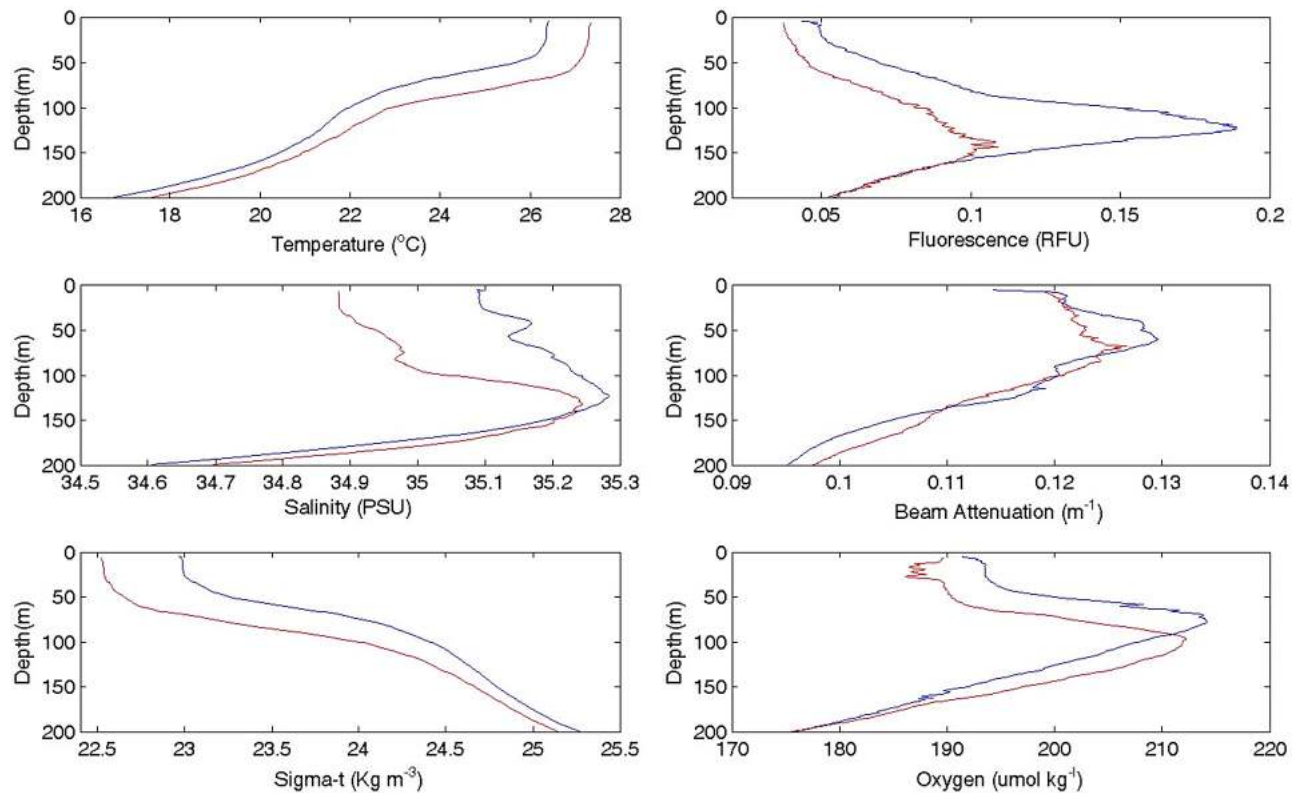 0
50
100
150
200
Depth(m)
16 18 20 22 24 26 28
Temperature (°C)
0
50
100
150
200
Depth(m)
0.05 0.1 0.15 0.2
Fluorescence (RFU)
0
50
100
150
200
Depth(m)
34.5 34.6 34.7 34.8 34.9 35 35.1 35.2 35.3
Salinity (PSU)
0
50
100
150
200
Depth(m)
0.09 0.1 0.11 0.12 0.13 0.14
Beam Attenuation (m⁻¹)
0
50
100
150
200
Depth(m)
22.5 23 23.5 24 24.5 25 25.5
Sigma-t (Kg m⁻³)
0
50
100
150
200
Depth(m)
170 180 190 200 210 220
Oxygen (umol kg⁻ˡ)